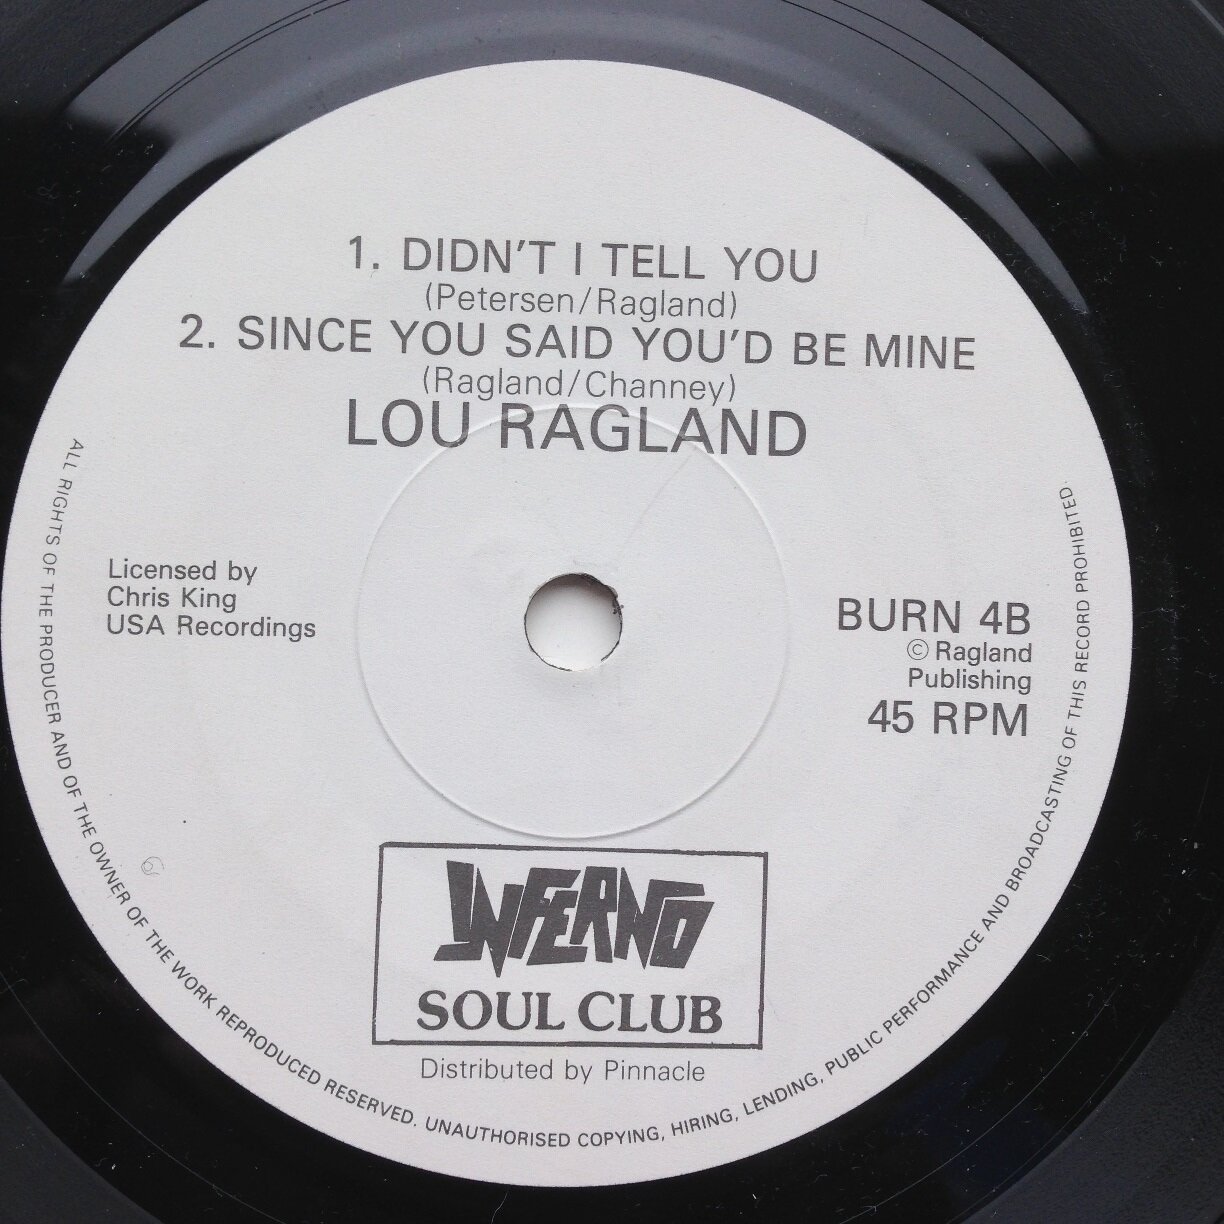 1. DIDN'T I TELL YOU
(Petersen/Ragland)
2. SINCE YOU SAID YOU'D BE MINE
(Ragland/Channey)
LOU RAGLAND
Licensed by
Chris King
USA Recordings
BURN 4B
© Ragland
Publishing
45 RPM
INFERNO
SOUL CLUB
Distributed by Pinnacle
ALL RIGHTS OF THE PRODUCER AND OF THE OWNER OF THE WORK REPRODUCED RESERVED. UNAUTHORISED COPYING, HIRING, LENDING, PUBLIC PERFORMANCE AND BROADCASTING OF THIS RECORD PROHIBITED.